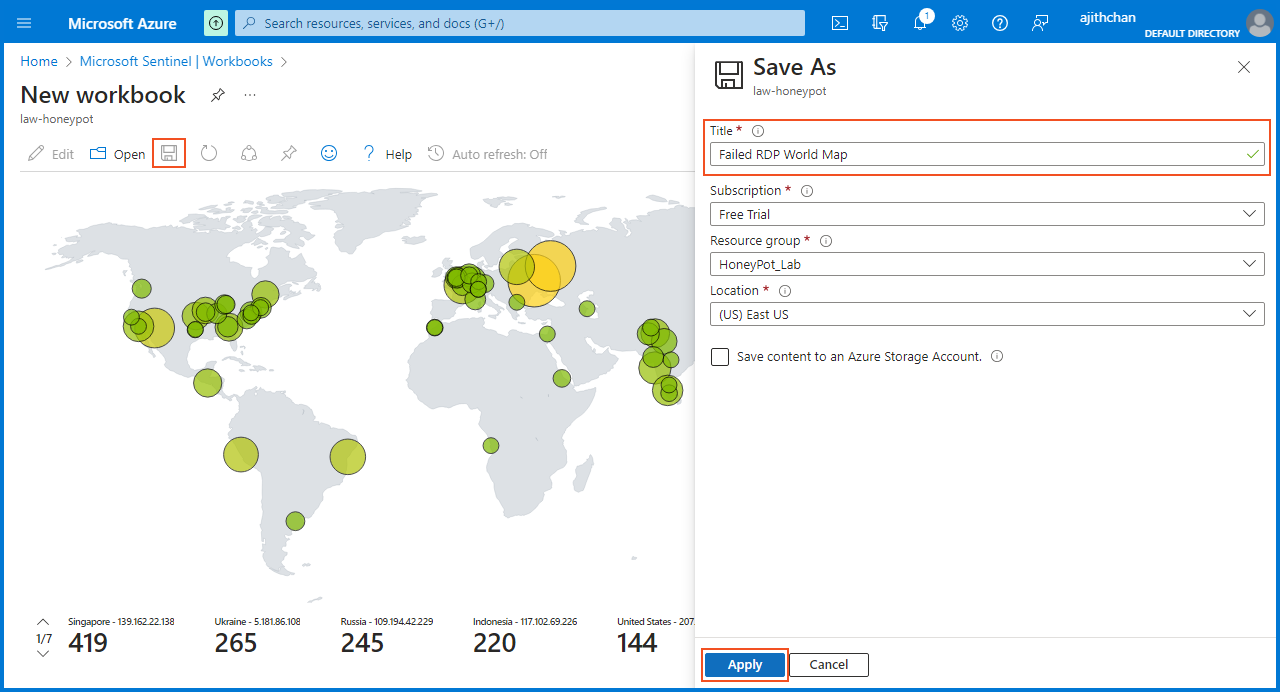 Microsoft Azure
Search resources, services, and docs (G+/)
1
ajithchan
DEFAULT DIRECTORY
Home > Microsoft Sentinel | Workbooks >
New workbook
...
law-honeypot
Edit Open ? Help Auto refresh: Off
Save As
law-honeypot
Title *
Failed RDP World Map
Subscription *
Free Trial
Resource group *
HoneyPot_Lab
Location *
(US) East US
Save content to an Azure Storage Account.
1/7
Singapore - 139.162.22.138
419
Ukraine - 5.181.86.108
265
Russia - 109.194.42.229
245
Indonesia - 117.102.69.226
220
United States - 207.
144
Apply Cancel